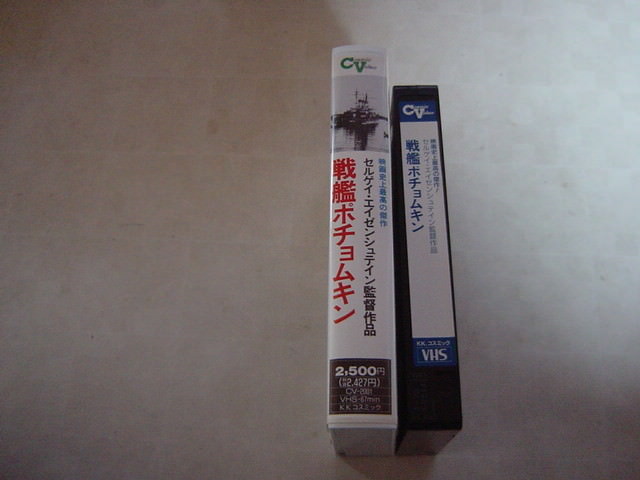 CV
映画史上最高の傑作
セルゲイ・エイゼンシュテイン監督作品
戦艦ポチョムキン
2,500円
(税抜2,427円)
CV-2001
VHS-67min
K.K.コスミック
CV
映画史上最高の傑作!
セルゲイ・エイゼンシュテイン監督作品
戦艦ポチョムキン
K.K.コスミック
VHS